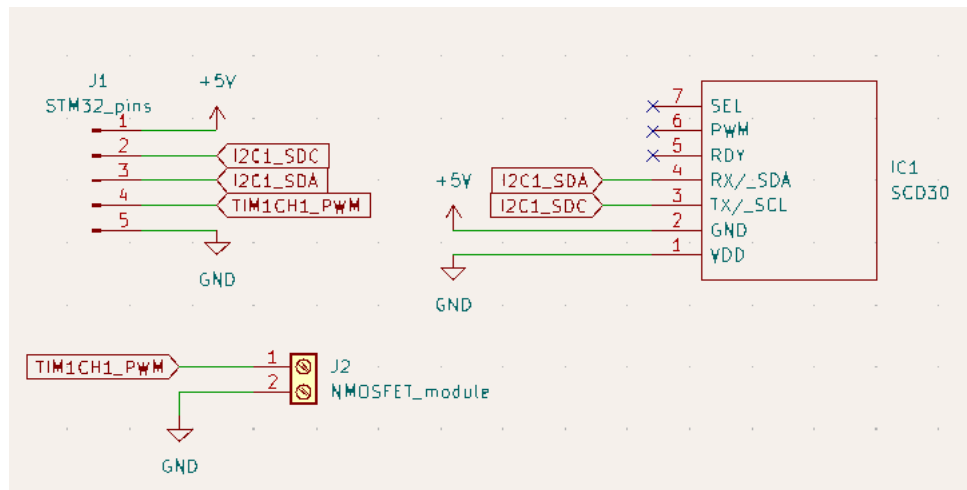 J1
STM32_pins
+5V
1
2
I2C1_SDC
3
I2C1_SDA
4
TIM1CH1_PWM
5
GND
7
SEL
6
PWM
5
RDY
I2C1_SDA
4
RX/_SDA
I2C1_SDC
3
TX/_SCL
+5V
2
GND
1
VDD
GND
IC1
SCD30
TIM1CH1_PWM
1
2
J2
NMOSFET_module
GND